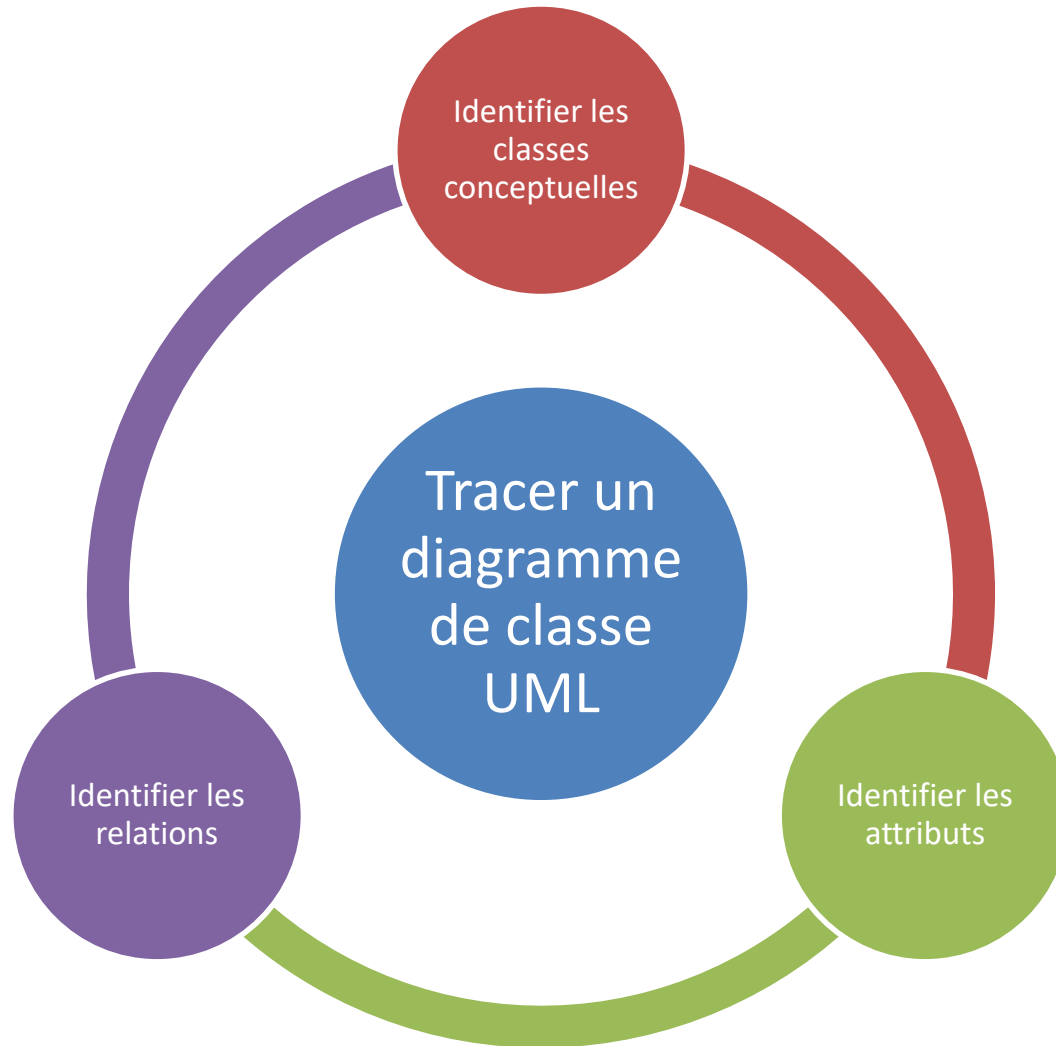 Identifier les
classes
conceptuelles
Tracer un
diagramme
de classe
UML
Identifier les
relations
Identifier les
attributs